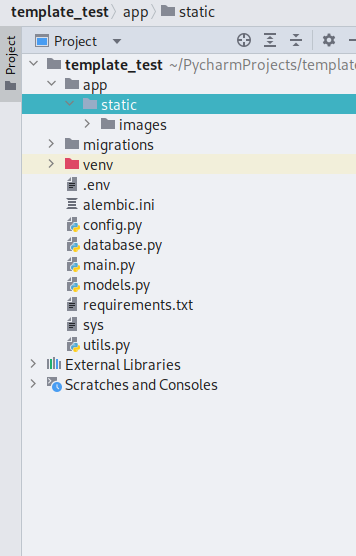 template_test 〉 app 〉 static
Project
Project
template_test ~/PycharmProjects/templat
app
static
images
migrations
venv
.env
alembic.ini
config.py
database.py
main.py
models.py
requirements.txt
sys
utils.py
External Libraries
Scratches and Consoles